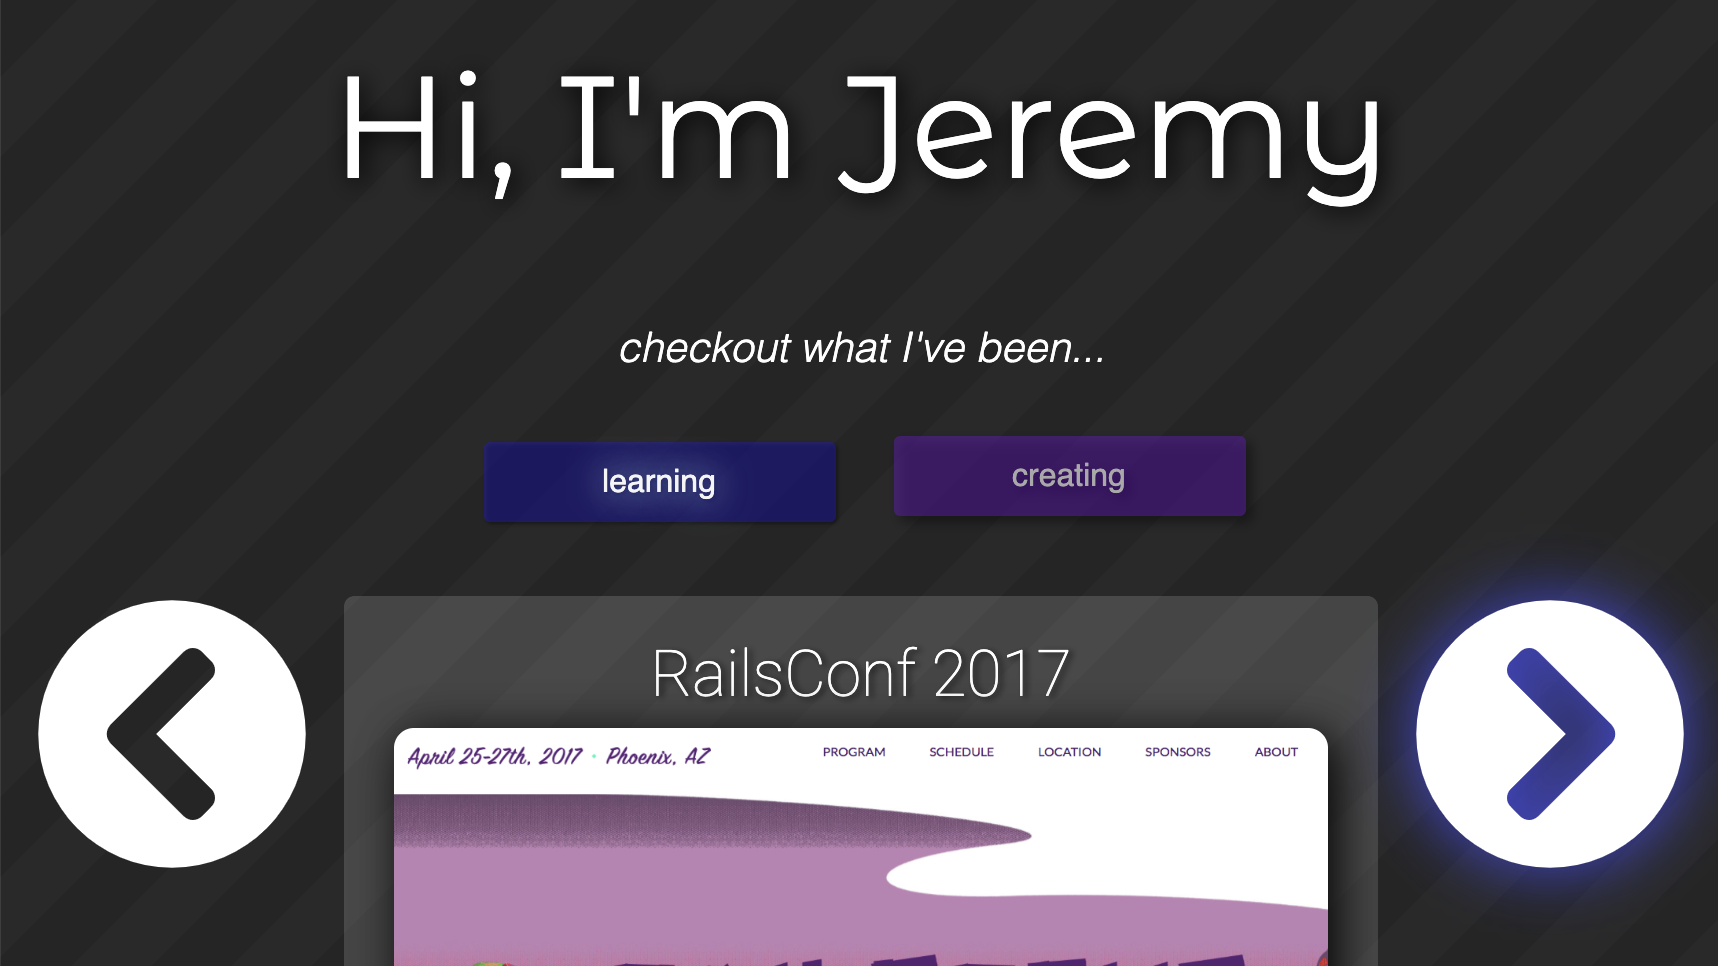 Hi, I'm Jeremy
checkout what I've been...
learning
creating
RailsConf 2017
April 25-27th, 2017 · Phoenix, AZ
PROGRAM SCHEDULE LOCATION SPONSORS ABOUT